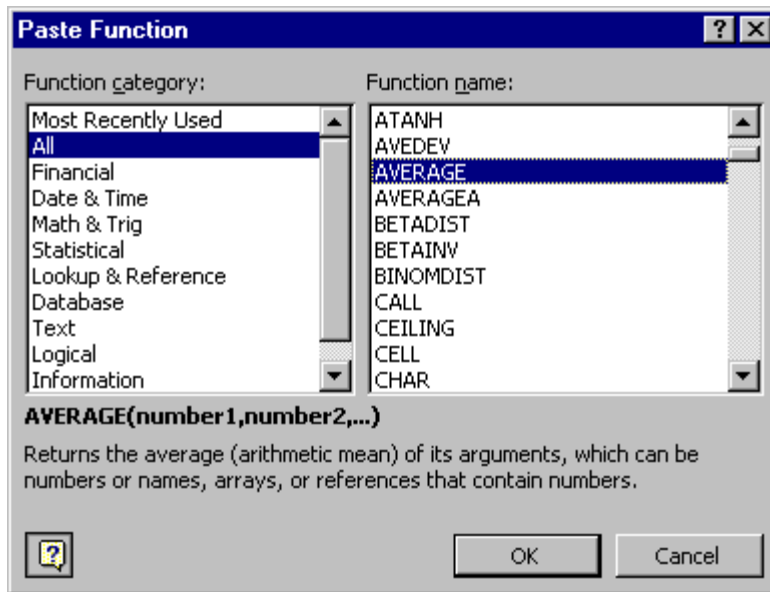 Paste Function
Function category:
Most Recently Used
All
Financial
Date & Time
Math & Trig
Statistical
Lookup & Reference
Database
Text
Logical
Information
Function name:
ATANH
AVEDEV
AVERAGE
AVERAGEA
BETADIST
BETAINV
BINOMDIST
CALL
CEILING
CELL
CHAR
AVERAGE(number1,number2,...)
Returns the average (arithmetic mean) of its arguments, which can be
numbers or names, arrays, or references that contain numbers.
OK
Cancel